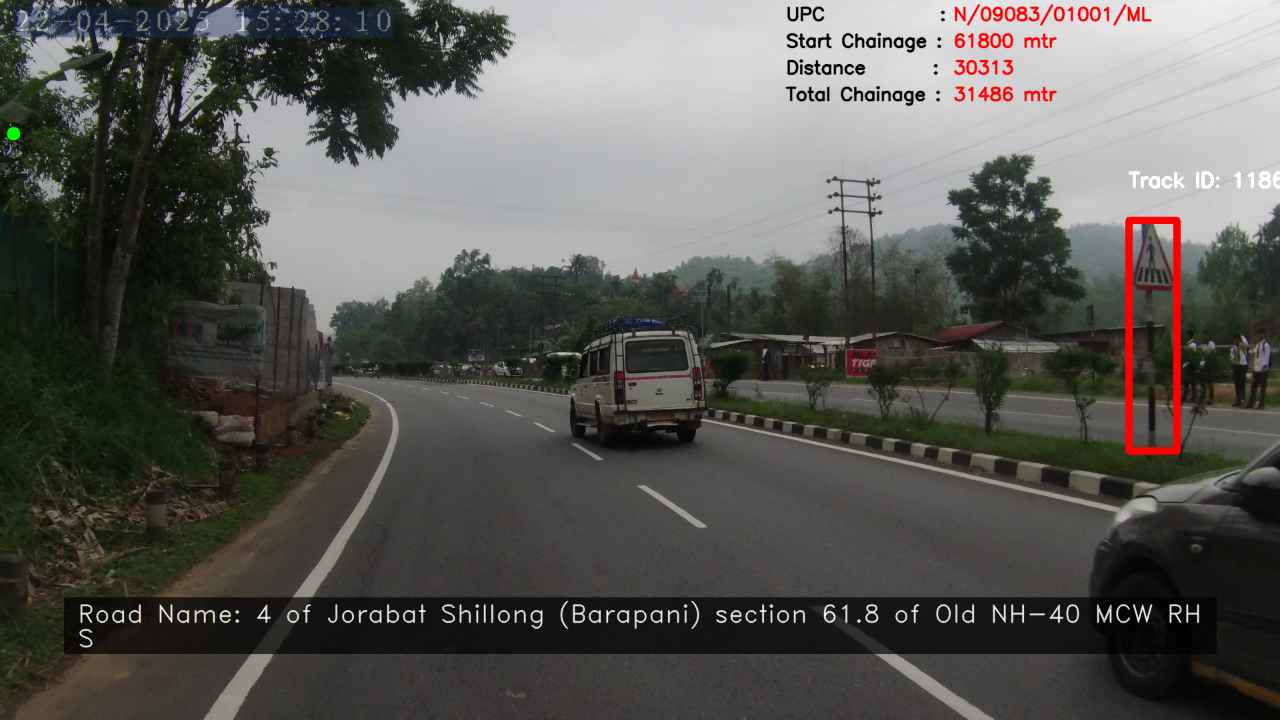 22-04-2025 15:28:10
UPC : N/09083/01001/ML
Start Chainage : 61800 mtr
Distance : 30313
Total Chainage : 31486 mtr
Track ID: 1186
TIGE
Road Name: 4 of Jorabat Shillong (Barapani) section 61.8 of Old NH-40 MCW RH
S